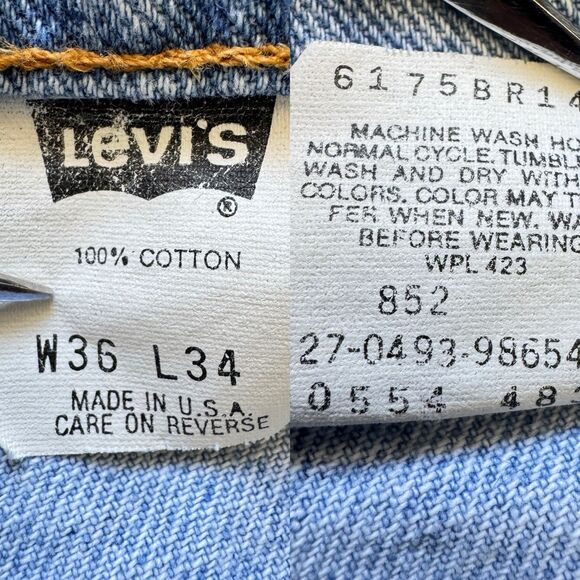 LEVI'S
®
100% COTTON
W36 L34
MADE IN U.S.A.
CARE ON REVERSE
6175BR14
MACHINE WASH HO
NORMAL CYCLE. TUMBL
WASH AND DRY WITH
COLORS. COLOR MAY T
FER WHEN NEW. WA
BEFORE WEARING
WPL 423
852
27-0493-98654
0554 48